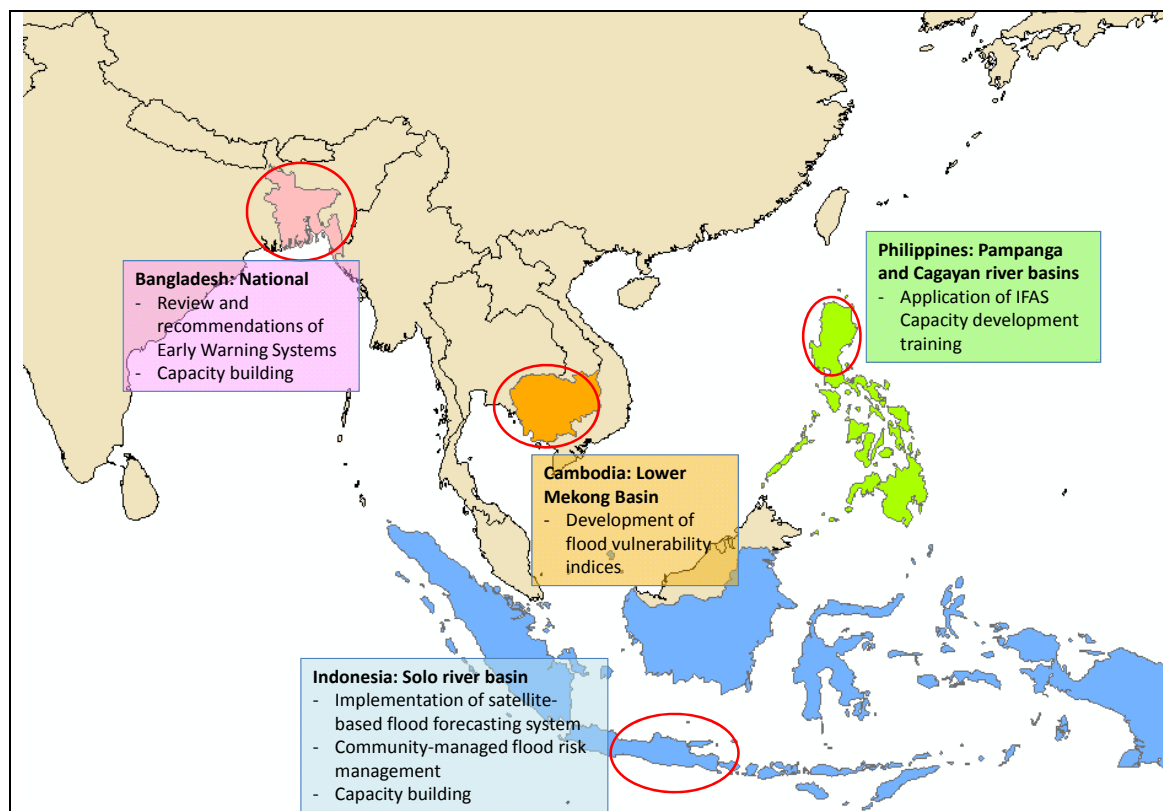 Bangladesh: National
- Review and
recommendations of
Early Warning Systems
- Capacity building
Philippines: Pampanga
and Cagayan river basins
- Application of IFAS
Capacity development
training
Cambodia: Lower
Mekong Basin
- Development of
flood vulnerability
indices
Indonesia: Solo river basin
- Implementation of satellite-
based flood forecasting system
- Community-managed flood risk
management
- Capacity building